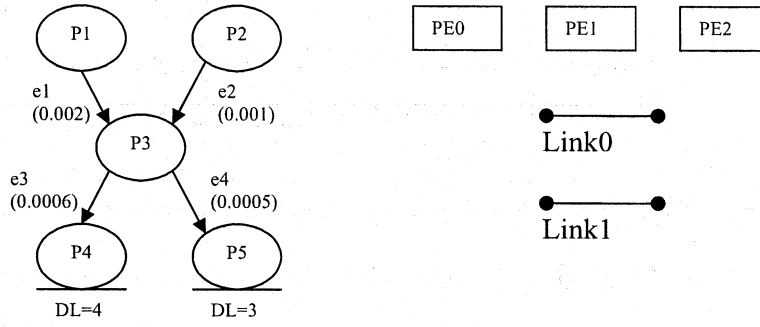 P1
P2
PE0
PE1
PE2
e1
(0.002)
e2
(0.001)
Link0
P3
e3
(0.0006)
e4
(0.0005)
Link1
P4
P5
DL=4
DL=3